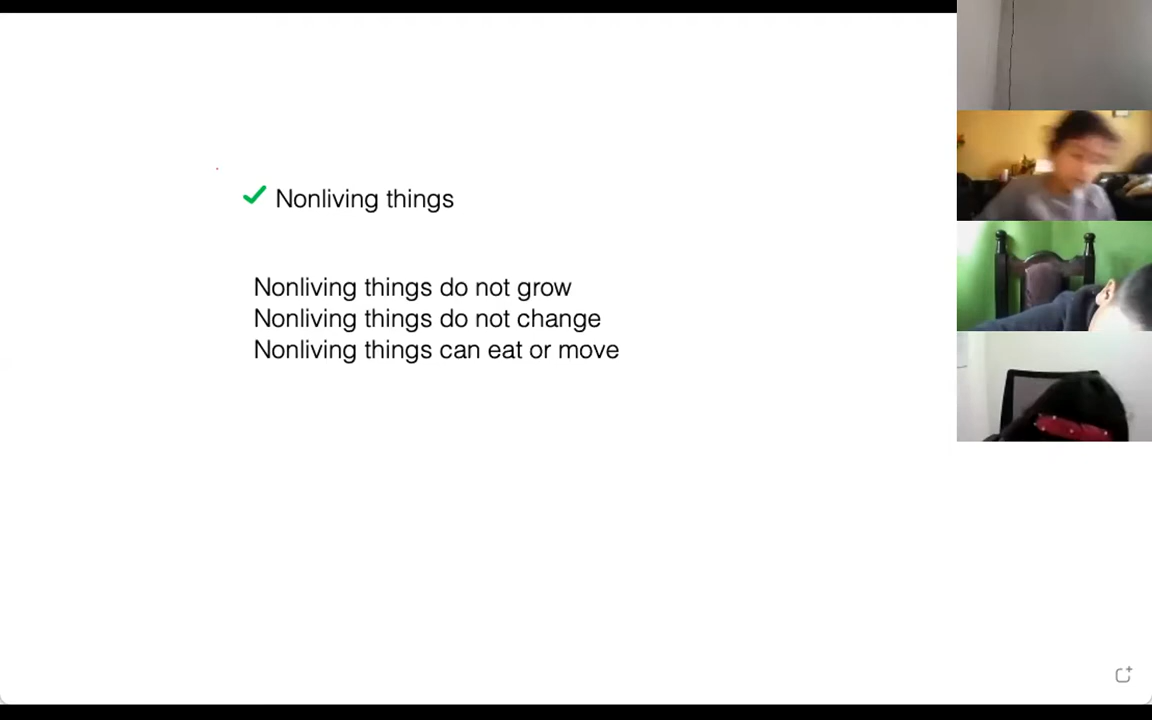 Nonliving things
Nonliving things do not grow
Nonliving things do not change
Nonliving things can eat or move